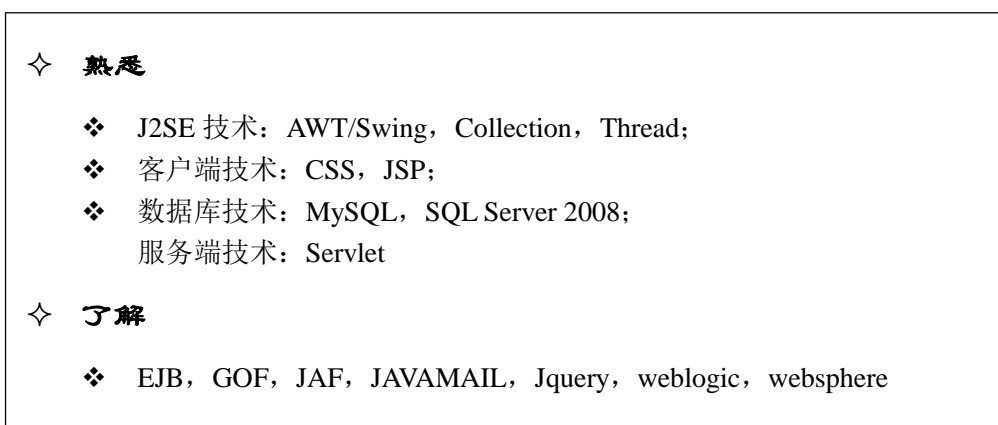 ✧ 熟悉
❖ J2SE 技术：AWT/Swing，Collection，Thread；
❖ 客户端技术：CSS，JSP；
❖ 数据库技术：MySQL，SQL Server 2008；
服务端技术：Servlet
✧ 了解
❖ EJB，GOF，JAF，JAVAMAIL，Jquery，weblogic，websphere